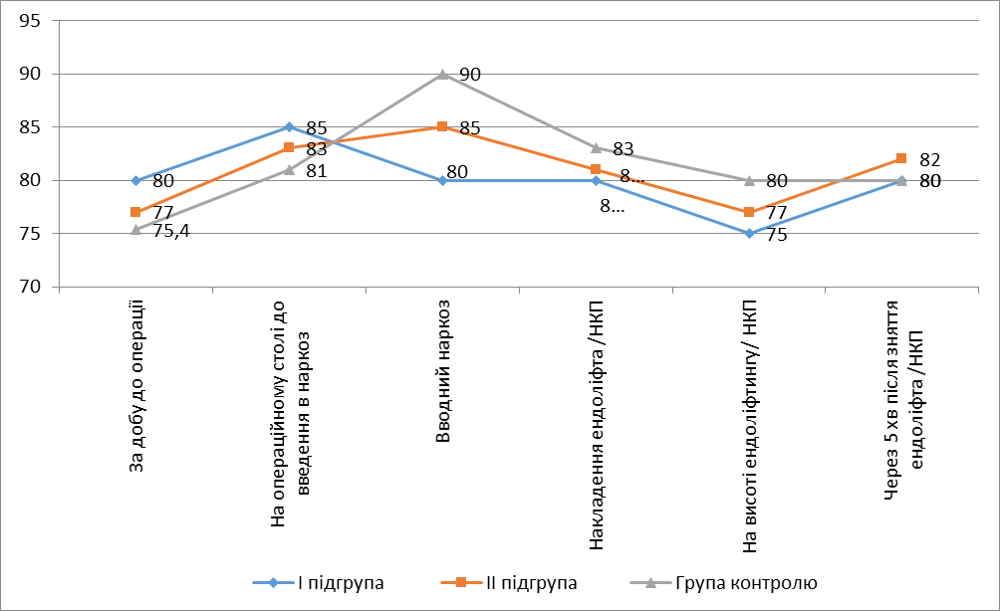 95
90
85
80
75
70
80
85
80
8...
75
80
77
83
85
8...
77
82
75,4
81
90
83
80
80
За добу до операції
На операційному столі до
введення в наркоз
Вводний наркоз
Накладення ендоліфта /НКП
На висоті ендоліфтингу/ НКП
Через 5 хв після зняття
ендоліфта /НКП
І підгрупа
ІІ підгрупа
Група контролю